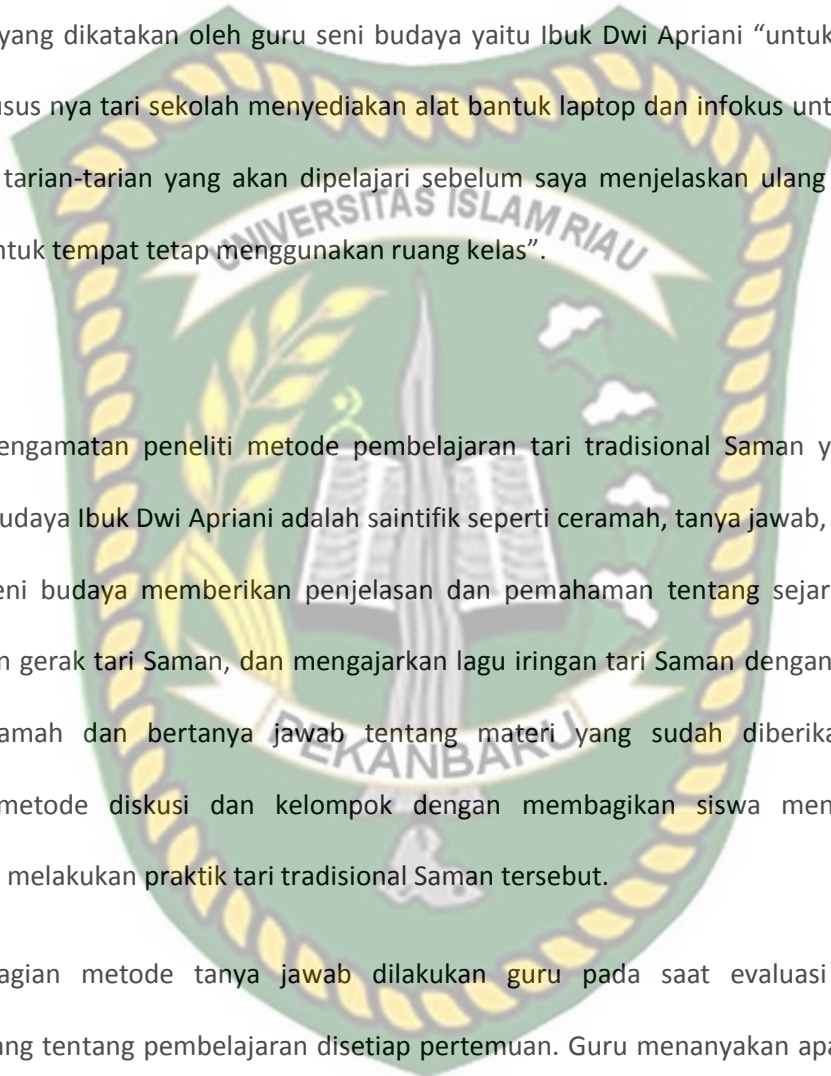 yang dikatakan oleh guru seni budaya yaitu Ibuk Dwi Apriani “untuk
sus nya tari sekolah menyediakan alat bantuk laptop dan infokus unt
tarian-tarian yang akan dipelajari sebelum saya menjelaskan ulang
UNIVERSITAS ISLAM RIAU
ntuk tempat tetap menggunakan ruang kelas”.
engamatan peneliti metode pembelajaran tari tradisional Saman y
udaya Ibuk Dwi Apriani adalah saintifik seperti ceramah, tanya jawab,
eni budaya memberikan penjelasan dan pemahaman tentang sejar
n gerak tari Saman, dan mengajarkan lagu iringan tari Saman dengan
amah dan bertanya jawab tentang materi yang sudah diberika
PEKANBARU
metode diskusi dan kelompok dengan membagikan siswa men
melakukan praktik tari tradisional Saman tersebut.
agian metode tanya jawab dilakukan guru pada saat evaluasi
ang tentang pembelajaran disetiap pertemuan. Guru menanyakan apa